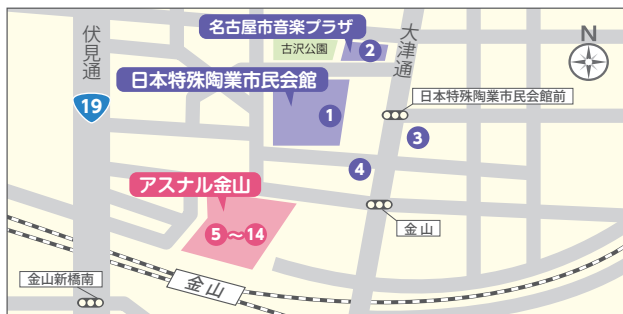 名古屋市音楽プラザ
古沢公園
2
伏見通
大津通
N
日本特殊陶業市民会館
19
1
日本特殊陶業市民会館前
3
4
アスナル金山
5～14
金山
金山
金山新橋南